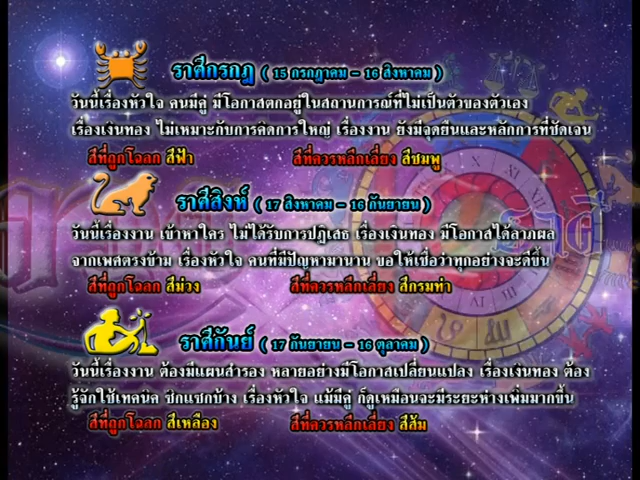 ราศีกรกฎ ( 15 กรกฎาคม - 16 สิงหาคม )
วันนี้เรื่องหัวใจ คนมีคู่ มีโอกาสตกอยู่ในสถานการณ์ที่ไม่เป็นตัวของตัวเอง
เรื่องเงินทอง ไม่เหมาะกับการคิดการใหญ่ เรื่องงาน ยังมีจุดยืนและหลักการที่ชัดเจน
สีที่ถูกโฉลก สีฟ้า สีที่ควรหลีกเลี่ยง สีชมพู
ราศีสิงห์ ( 17 สิงหาคม - 16 กันยายน )
วันนี้เรื่องงาน เข้าหาใคร ไม่ได้รับการปฏิเสธ เรื่องเงินทอง มีโอกาสได้ลาภผล
จากเพศตรงข้าม เรื่องหัวใจ คนที่มีปัญหามานาน ขอให้เชื่อว่าทุกอย่างจะดีขึ้น
สีที่ถูกโฉลก สีม่วง สีที่ควรหลีกเลี่ยง สีกรมท่า
ราศีกันย์ ( 17 กันยายน - 16 ตุลาคม )
วันนี้เรื่องงาน ต้องมีแผนสำรอง หลายอย่างมีโอกาสเปลี่ยนแปลง เรื่องเงินทอง ต้อง
รู้จักใช้เทคนิค ซิกแซกบ้าง เรื่องหัวใจ แม้มีคู่ ก็ดูเหมือนจะมีระยะห่างเพิ่มมากขึ้น
สีที่ถูกโฉลก สีเหลือง สีที่ควรหลีกเลี่ยง สีส้ม